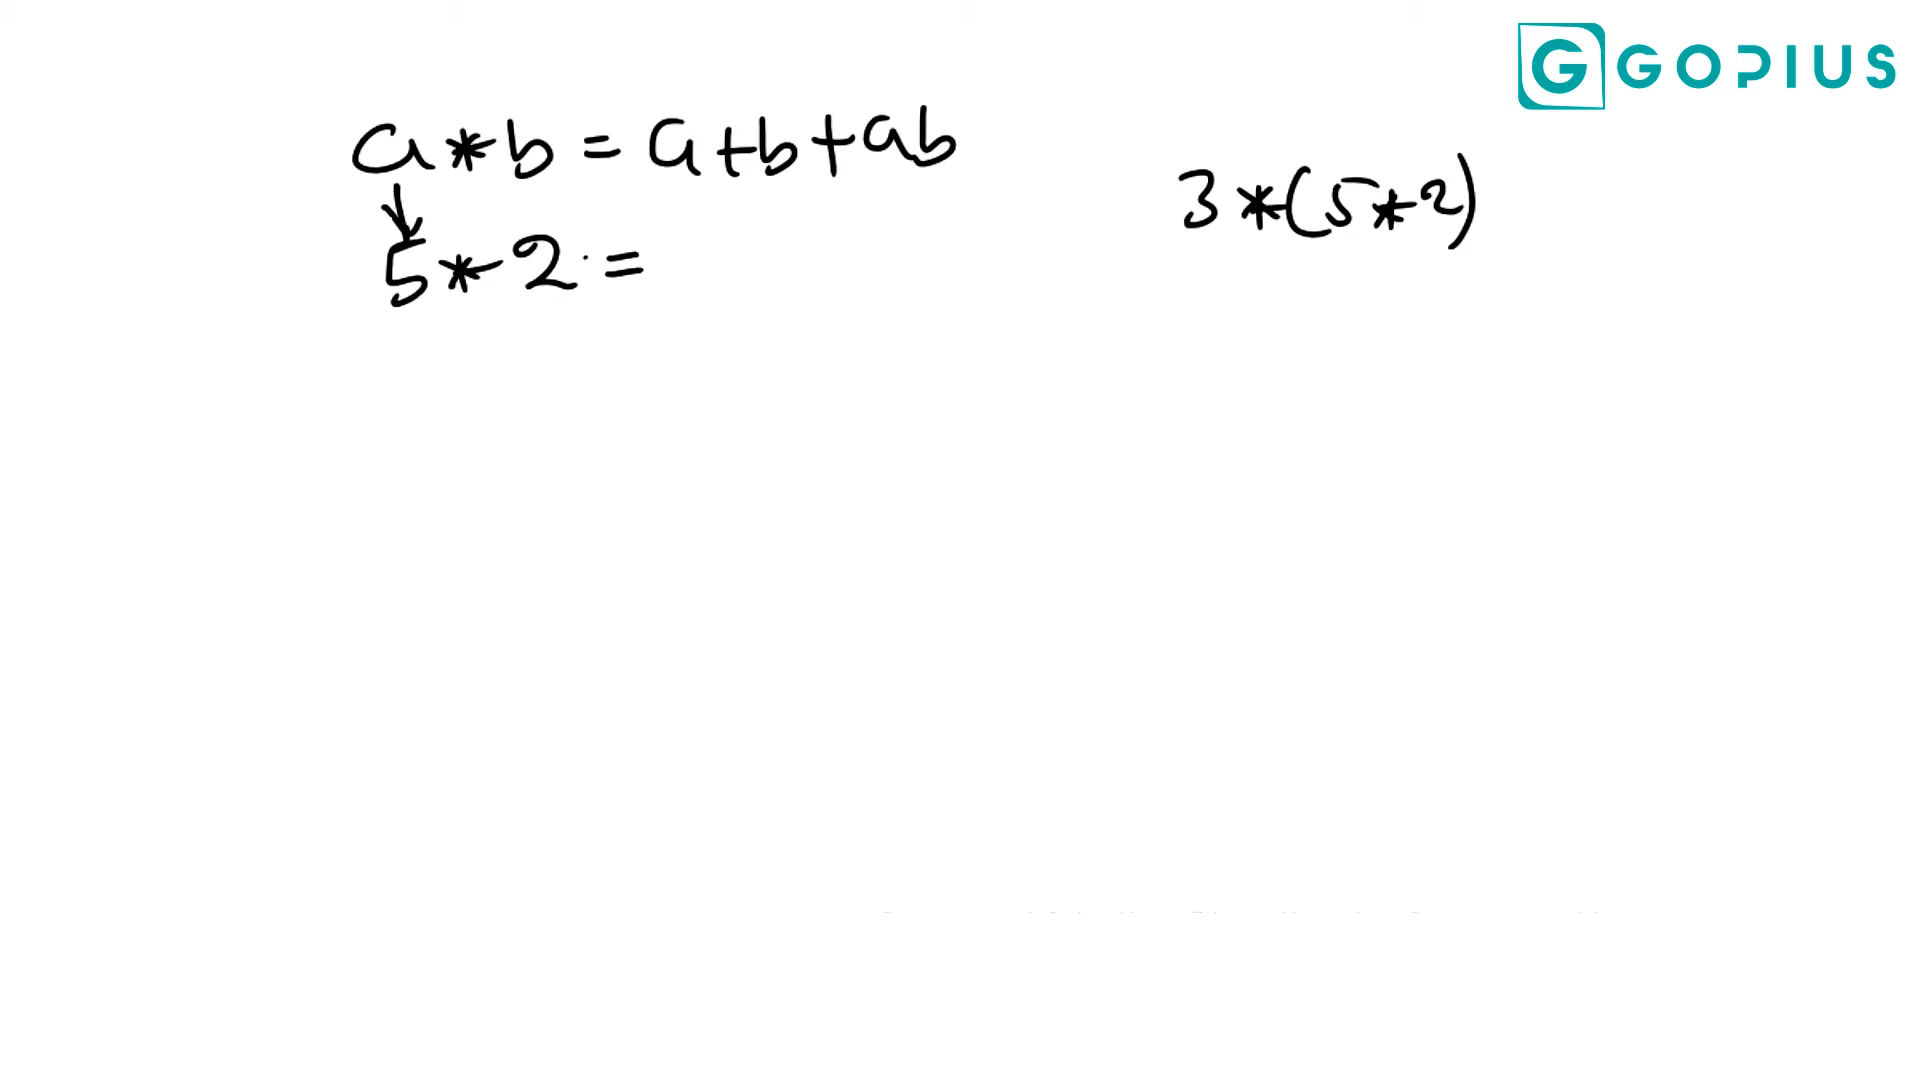 GOPIUS
a * b = a + b + ab
3 * (5 * 2)
5 * 2 =